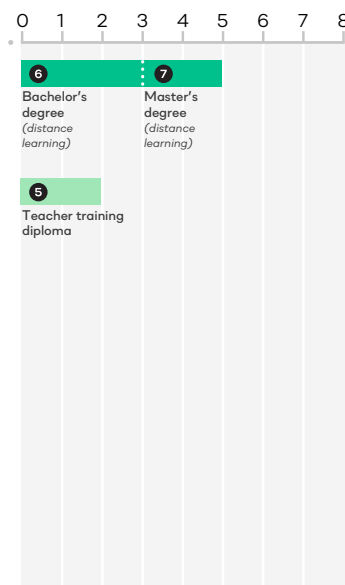 0 1 2 3 4 5 6 7 8
6 7
Bachelor's Master's
degree degree
(distance (distance
learning) learning)
5
Teacher training
diploma